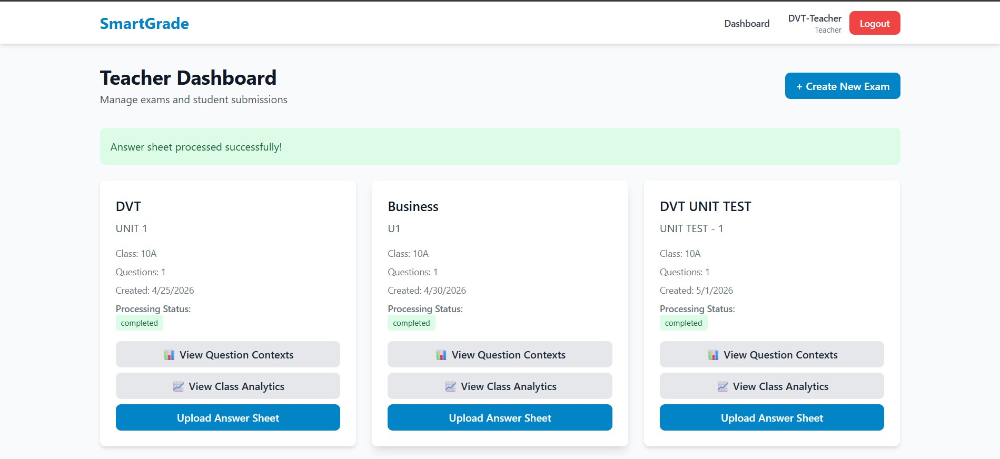 SmartGrade
Dashboard
DVT-Teacher
Teacher
Logout
Teacher Dashboard
Manage exams and student submissions
+ Create New Exam
Answer sheet processed successfully!
DVT
UNIT 1
Class: 10A
Questions: 1
Created: 4/25/2026
Processing Status:
completed
View Question Contexts
View Class Analytics
Upload Answer Sheet
Business
U1
Class: 10A
Questions: 1
Created: 4/30/2026
Processing Status:
completed
View Question Contexts
View Class Analytics
Upload Answer Sheet
DVT UNIT TEST
UNIT TEST - 1
Class: 10A
Questions: 1
Created: 5/1/2026
Processing Status:
completed
View Question Contexts
View Class Analytics
Upload Answer Sheet